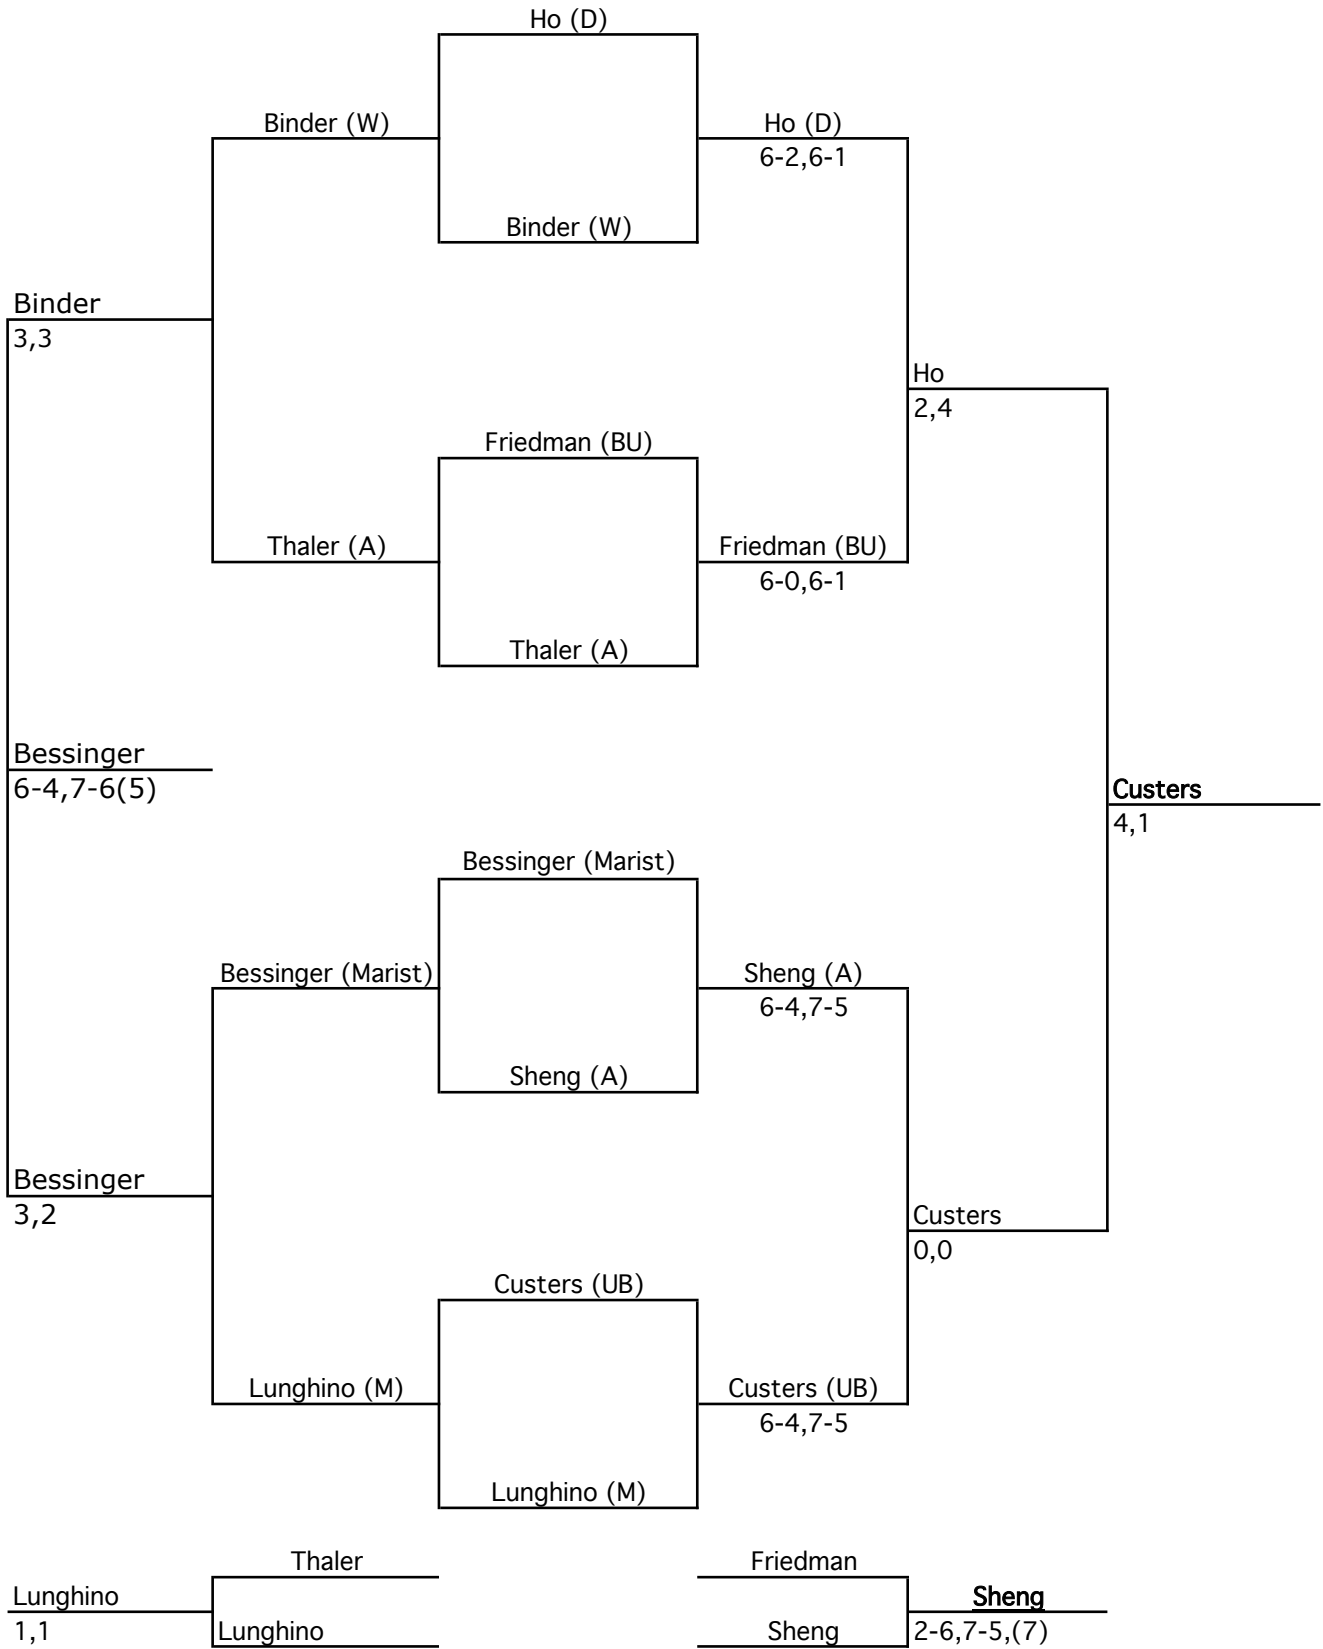 Ho (D)
Binder (W)
Ho (D)
6-2,6-1
Binder (W)
Binder
3,3
Ho
2,4
Friedman (BU)
Thaler (A)
Friedman (BU)
6-0,6-1
Thaler (A)
Bessinger
6-4,7-6(5)
Custers
4,1
Bessinger (Marist)
Bessinger (Marist)
Sheng (A)
6-4,7-5
Sheng (A)
Bessinger
3,2
Custers
0,0
Custers (UB)
Lunghino (M)
Custers (UB)
6-4,7-5
Lunghino (M)
Thaler
Friedman
Lunghino
1,1
Sheng
Lunghino
Sheng
2-6,7-5,(7)